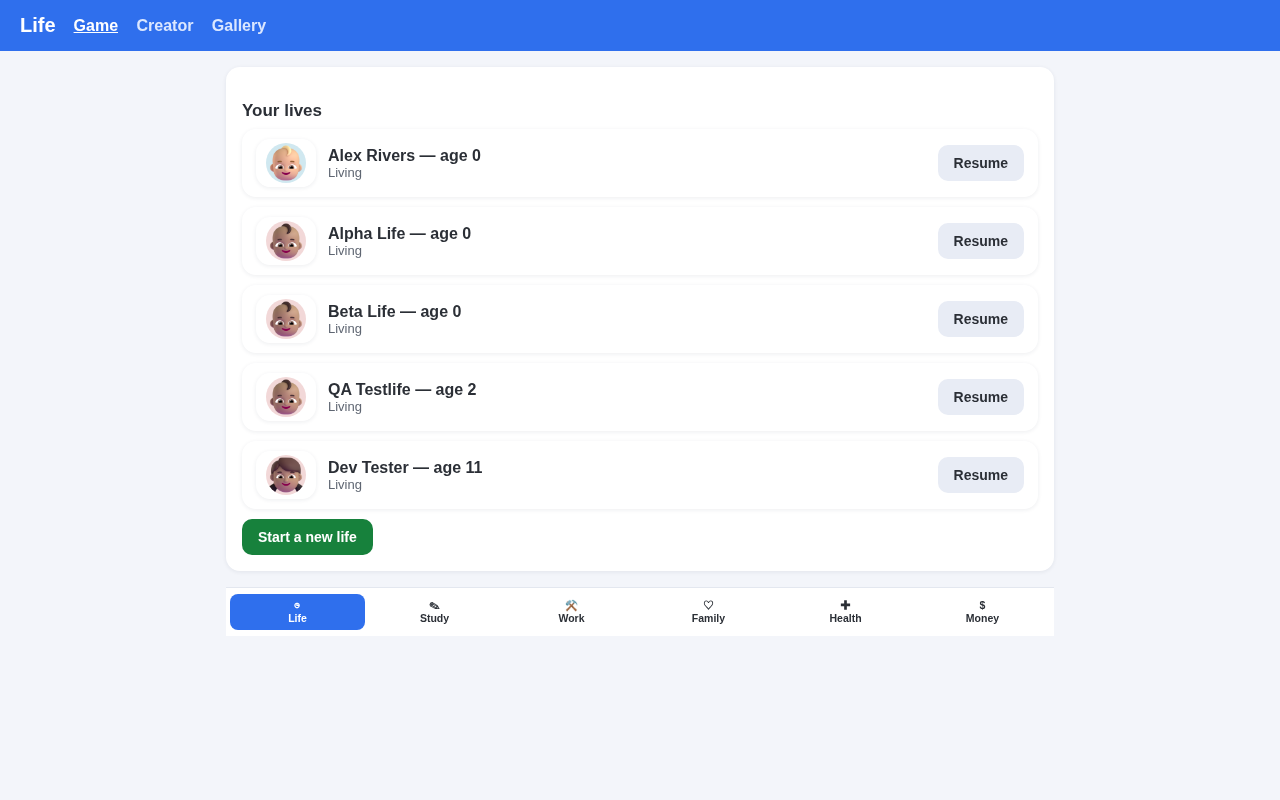 Life Game Creator Gallery
Your lives
Alex Rivers — age 0
Living
Resume
Alpha Life — age 0
Living
Resume
Beta Life — age 0
Living
Resume
QA Testlife — age 2
Living
Resume
Dev Tester — age 11
Living
Resume
Start a new life
Life
Study
Work
Family
Health
$
Money